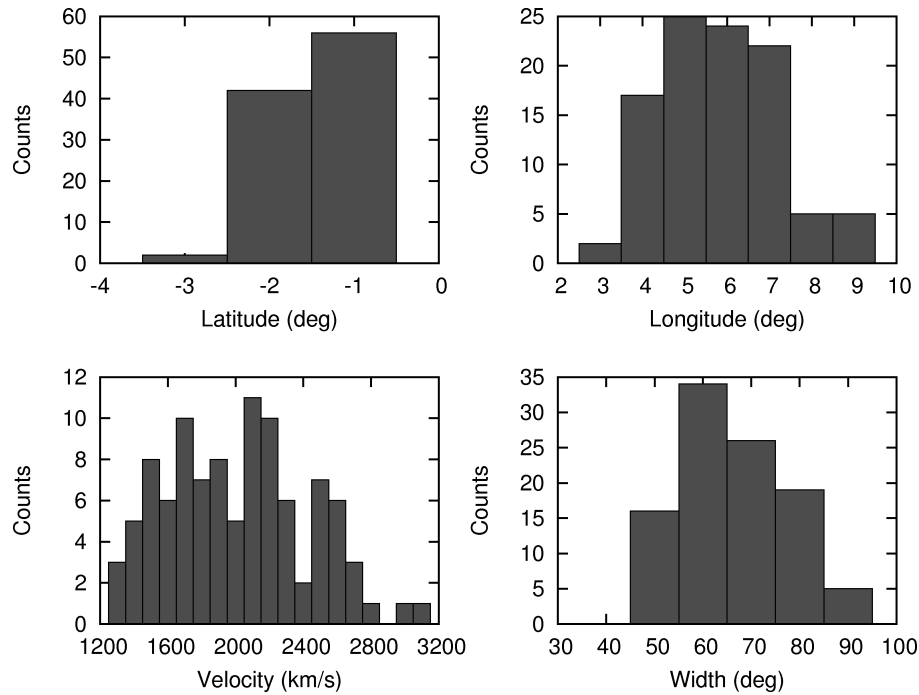 60
50
40
30
20
10
0
Counts
-4 -3 -2 -1 0
Latitude (deg)
25
20
15
10
5
0
Counts
2 3 4 5 6 7 8 9 10
Longitude (deg)
12
10
8
6
4
2
0
Counts
1200 1600 2000 2400 2800 3200
Velocity (km/s)
35
30
25
20
15
10
5
0
Counts
30 40 50 60 70 80 90 100
Width (deg)